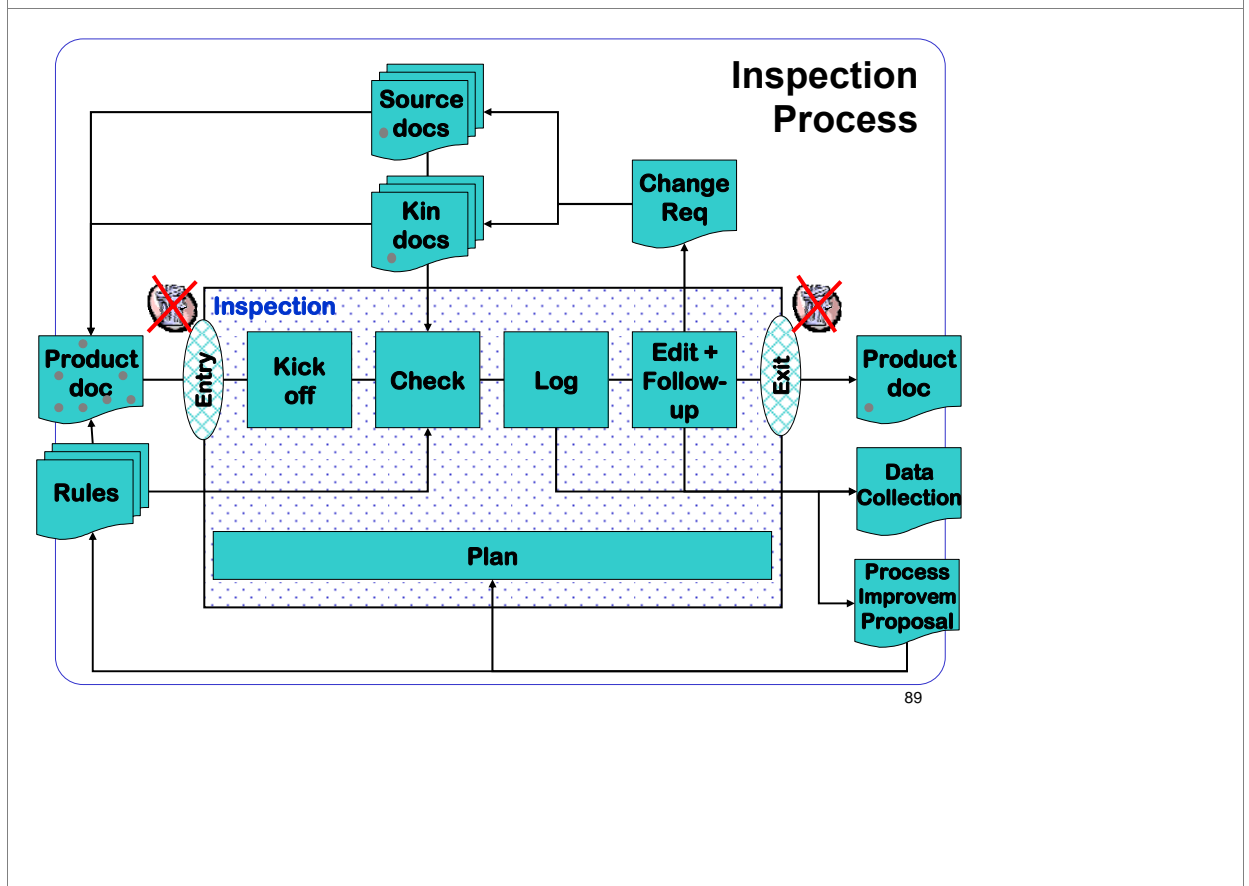 Inspection
Process
Source
docs
Kin
docs
Change
Req
Inspection
Product
doc
Entry
Kick
off
Check
Log
Edit +
Follow-
up
Exit
Product
doc
Rules
Data
Collection
Plan
Process
Improvem
Proposal
89